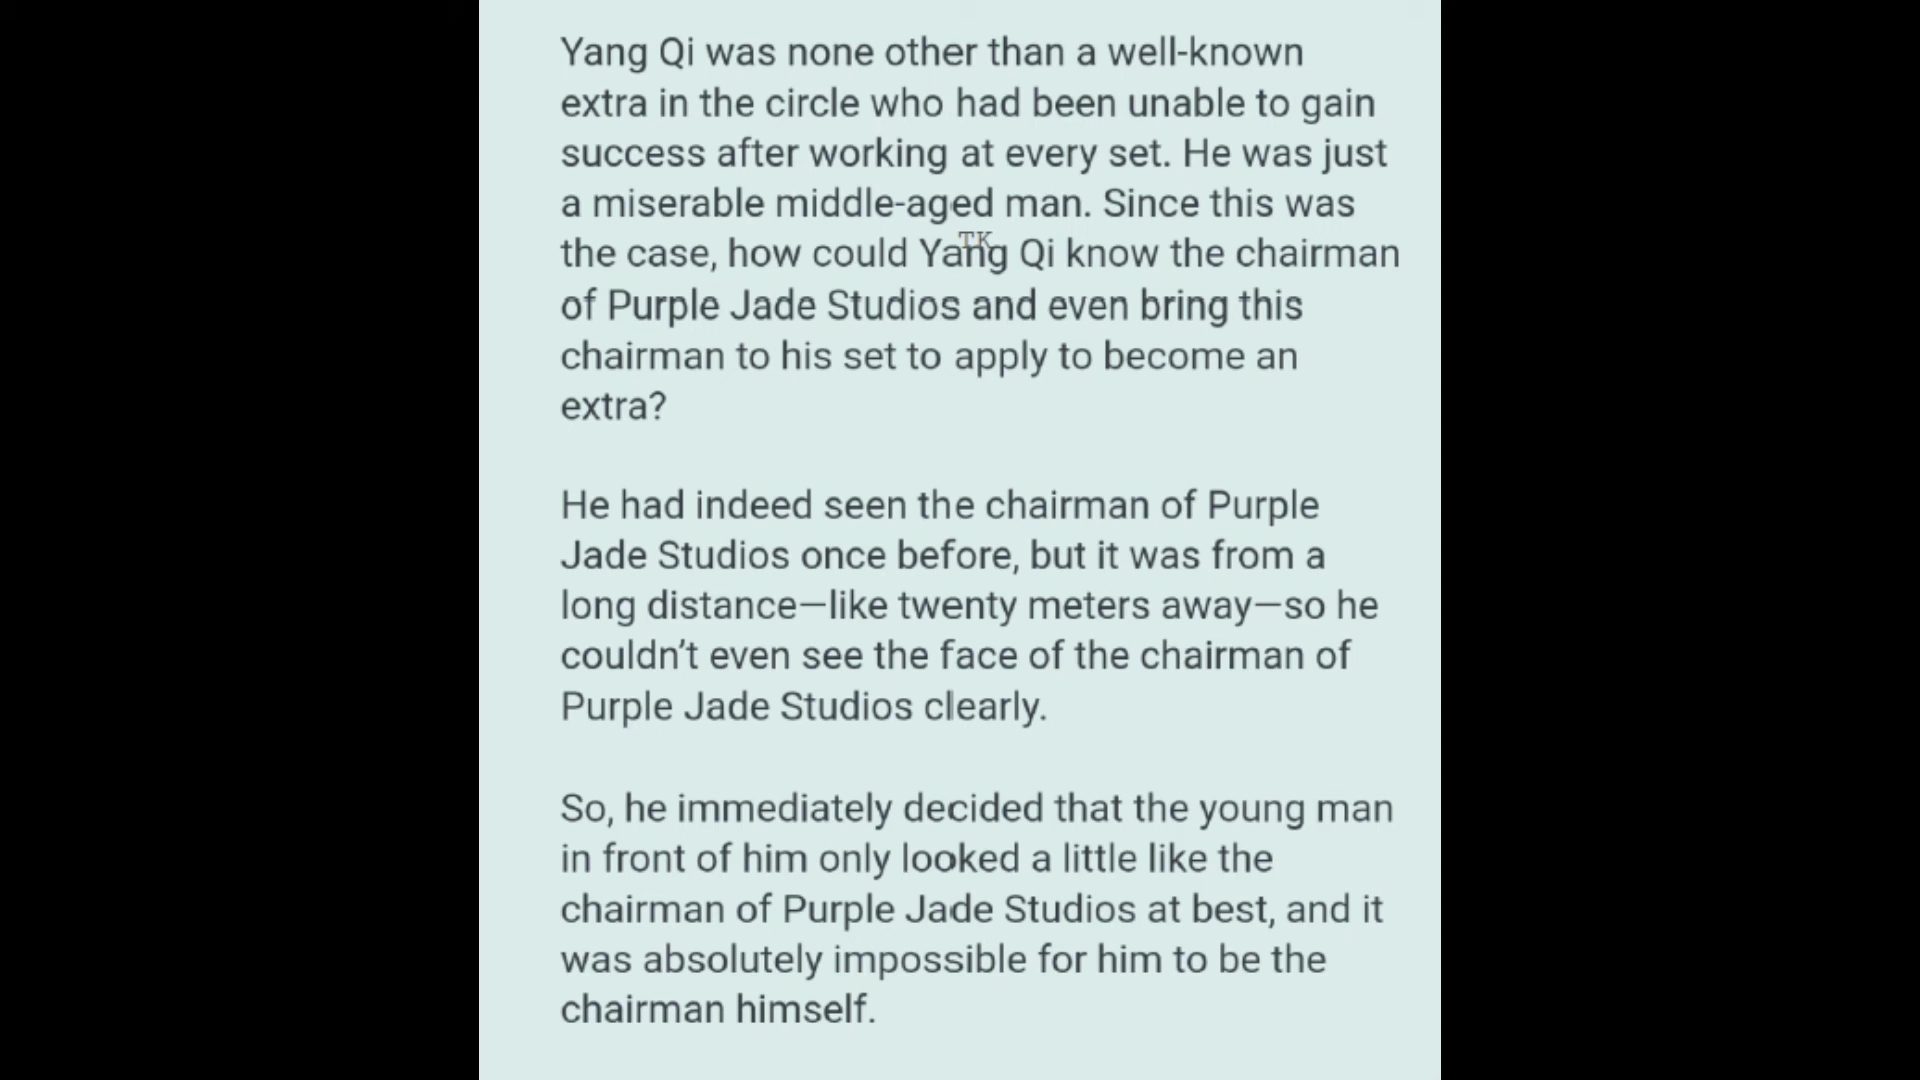 Yang Qi was none other than a well-known
extra in the circle who had been unable to gain
success after working at every set. He was just
a miserable middle-aged man. Since this was
TK
the case, how could Yang Qi know the chairman
of Purple Jade Studios and even bring this
chairman to his set to apply to become an
extra?
He had indeed seen the chairman of Purple
Jade Studios once before, but it was from a
long distance—like twenty meters away—so he
couldn’t even see the face of the chairman of
Purple Jade Studios clearly.
So, he immediately decided that the young man
in front of him only looked a little like the
chairman of Purple Jade Studios at best, and it
was absolutely impossible for him to be the
chairman himself.